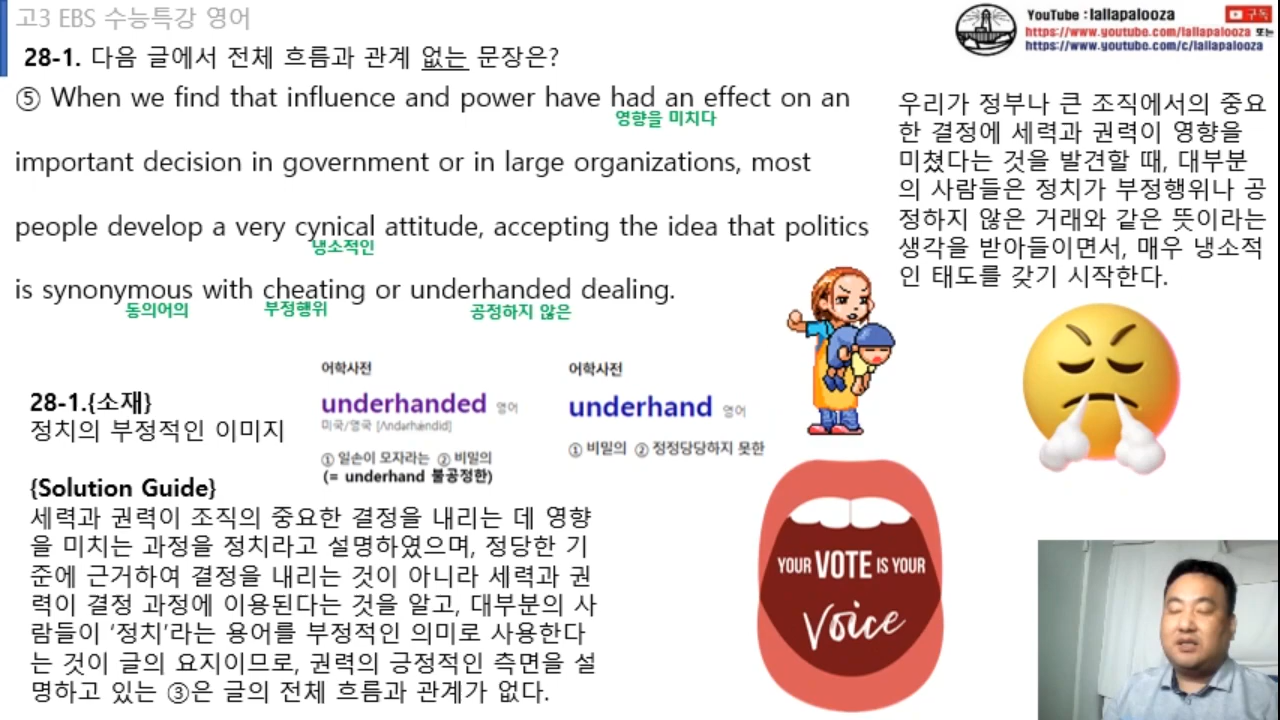 고3 EBS 수능특강 영어
YouTube : lallapalooza
구독
https://www.youtube.com/lallapalooza 또는
https://www.youtube.com/c/lallapalooza
28-1. 다음 글에서 전체 흐름과 관계 없는 문장은?
⑤ When we find that influence and power have had an effect on an
영향을 미치다
important decision in government or in large organizations, most
people develop a very cynical attitude, accepting the idea that politics
냉소적인
is synonymous with cheating or underhanded dealing.
동의어의 부정행위 공정하지 않은
우리가 정부나 큰 조직에서의 중요
한 결정에 세력과 권력이 영향을
미쳤다는 것을 발견할 때, 대부분
의 사람들은 정치가 부정행위나 공
정하지 않은 거래와 같은 뜻이라는
생각을 받아들이면서, 매우 냉소적
인 태도를 갖기 시작한다.
어학사전
underhanded 영어
미국/영국 [ʌndərhǽndid]
① 일손이 모자라는 ② 비밀의
(= underhand 불공정한)
어학사전
underhand 영어
① 비밀의 ② 정정당당하지 못한
28-1.{소재}
정치의 부정적인 이미지
{Solution Guide}
세력과 권력이 조직의 중요한 결정을 내리는 데 영향
을 미치는 과정을 정치라고 설명하였으며, 정당한 기
준에 근거하여 결정을 내리는 것이 아니라 세력과 권
력이 결정 과정에 이용된다는 것을 알고, 대부분의 사
람들이 ‘정치’라는 용어를 부정적인 의미로 사용한다
는 것이 글의 요지이므로, 권력의 긍정적인 측면을 설
명하고 있는 ③은 글의 전체 흐름과 관계가 없다.
YOUR VOTE IS YOUR
Voice